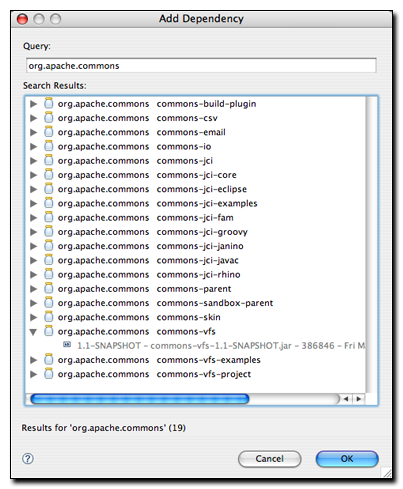 Add Dependency
Query:
org.apache.commons
Search Results:
org.apache.commons commons-build-plugin
org.apache.commons commons-csv
org.apache.commons commons-email
org.apache.commons commons-io
org.apache.commons commons-jci
org.apache.commons commons-jci-core
org.apache.commons commons-jci-eclipse
org.apache.commons commons-jci-examples
org.apache.commons commons-jci-fam
org.apache.commons commons-jci-groovy
org.apache.commons commons-jci-janino
org.apache.commons commons-jci-javac
org.apache.commons commons-jci-rhino
org.apache.commons commons-parent
org.apache.commons commons-sandbox-parent
org.apache.commons commons-skin
org.apache.commons commons-vfs
1.1-SNAPSHOT - commons-vfs-1.1-SNAPSHOT.jar - 386846 - Fri M
org.apache.commons commons-vfs-examples
org.apache.commons commons-vfs-project
Results for 'org.apache.commons' (19)
? Cancel OK